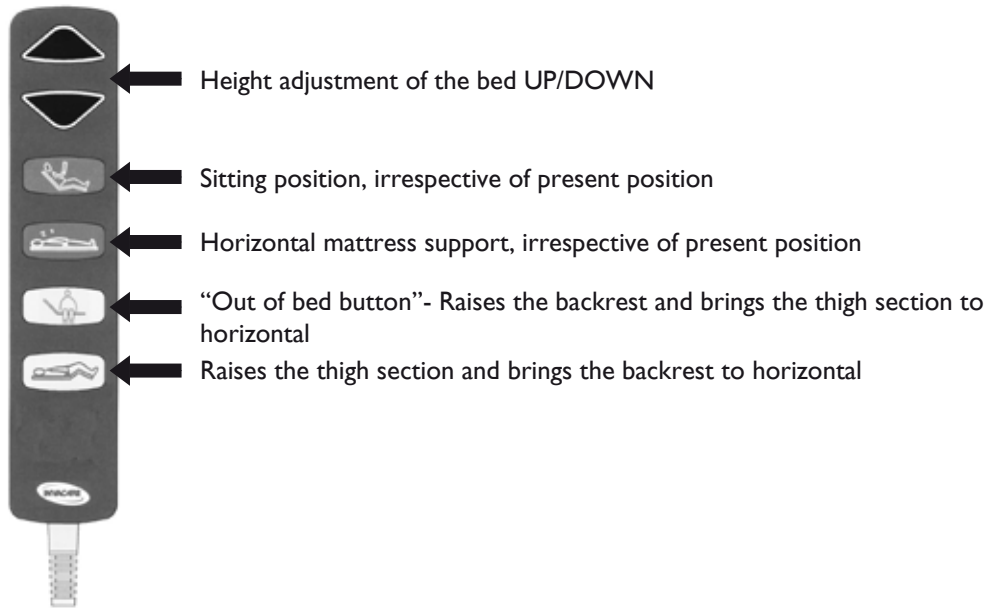 Height adjustment of the bed UP/DOWN
Sitting position, irrespective of present position
z z
Horizontal mattress support, irrespective of present position
“Out of bed button”- Raises the backrest and brings the thigh section to
horizontal
Raises the thigh section and brings the backrest to horizontal
INVACARE